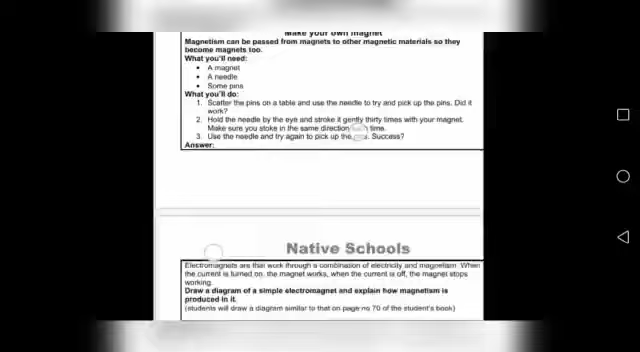 Make your own magnet
Magnetism can be passed from magnets to other magnetic materials so they
become magnets too.
What you'll need:
• A magnet
• A needle
• Some pins
What you'll do:
1. Scatter the pins on a table and use the needle to try and pick up the pins. Did it
work?
2. Hold the needle by the eye and stroke it gently thirty times with your magnet.
Make sure you stoke in the same direction time.
3. Use the needle and try again to pick up the Success?
Answer:
Native Schools
Electromagnets are that work through a combination of electricity and magnetism. When
the current is turned on, the magnet works, when the current is off, the magnet stops
working.
Draw a diagram of a simple electromagnet and explain how magnetism is
produced in it.
(students will draw a diagram similar to that on page no 70 of the student's book)